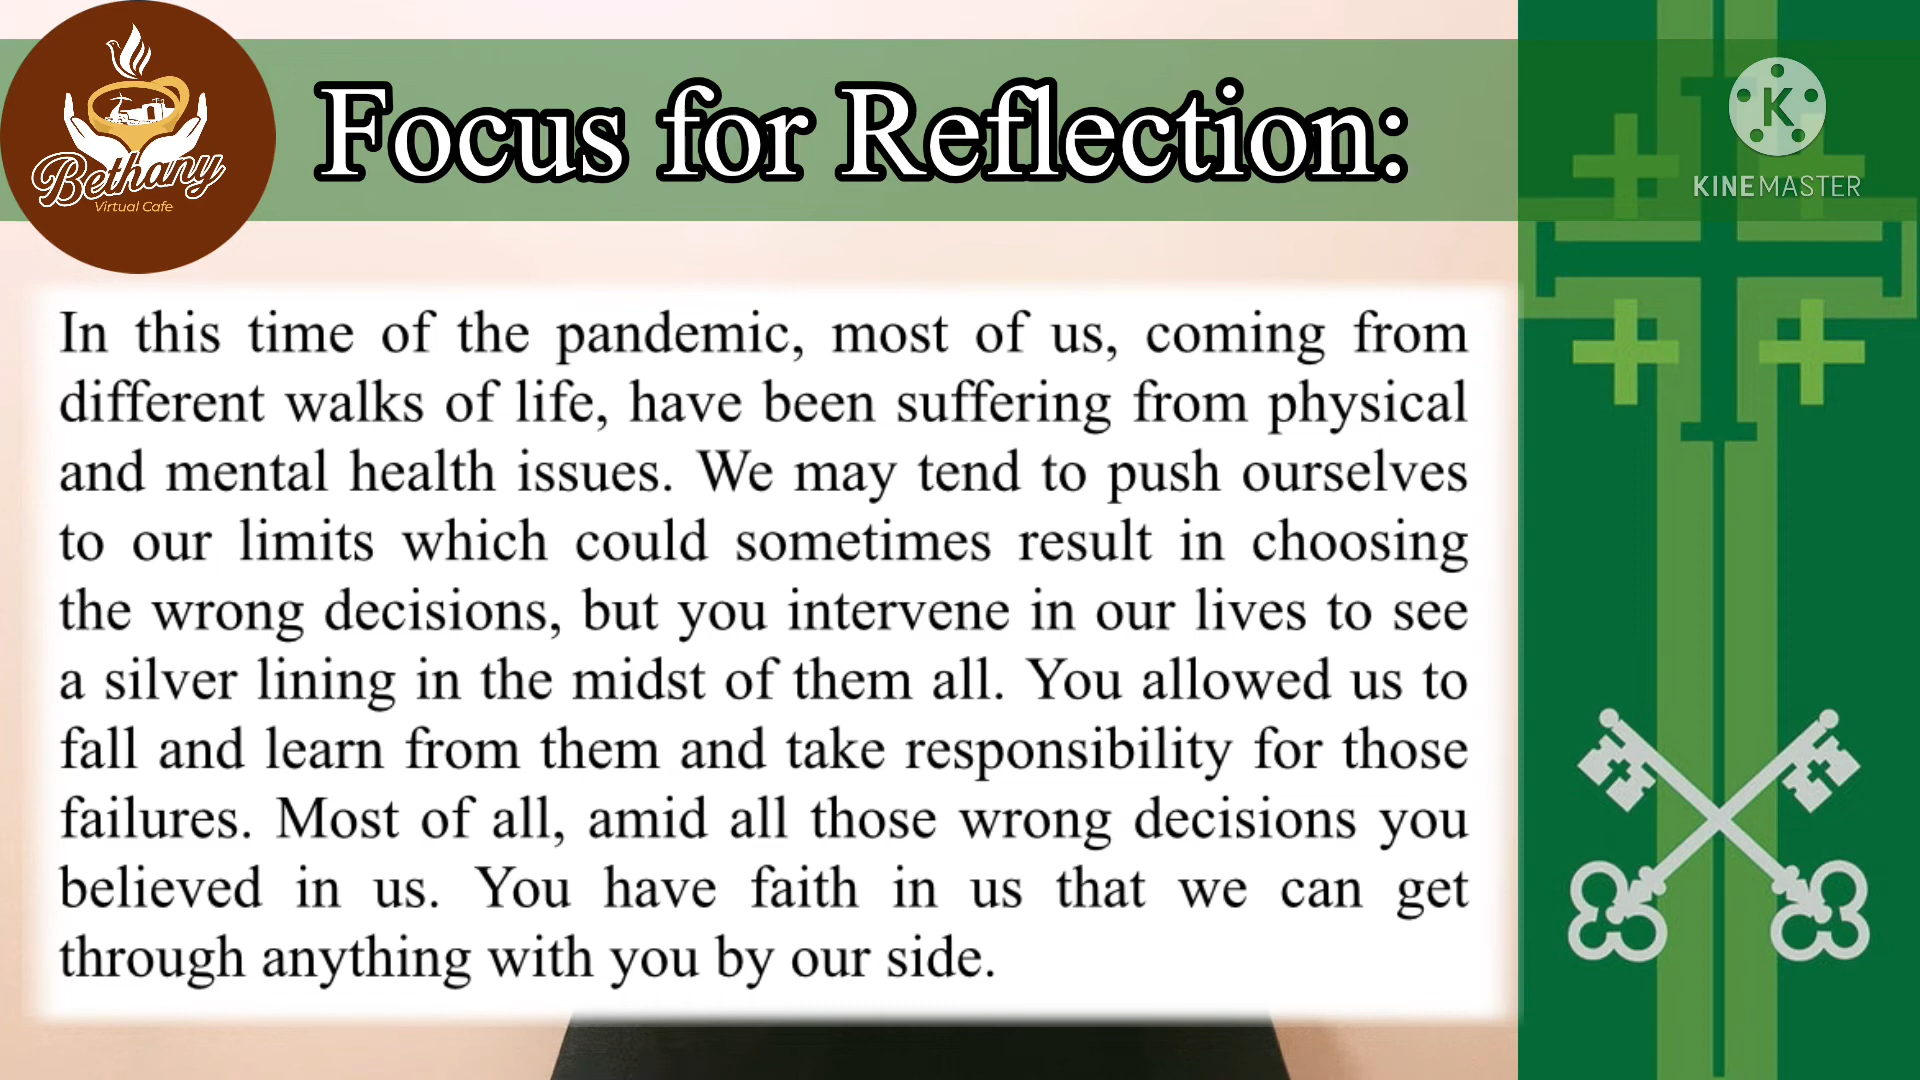 Bethany
Virtual Cafe
Focus for Reflection:
K
KINEMASTER
In this time of the pandemic, most of us, coming from
different walks of life, have been suffering from physical
and mental health issues. We may tend to push ourselves
to our limits which could sometimes result in choosing
the wrong decisions, but you intervene in our lives to see
a silver lining in the midst of them all. You allowed us to
fall and learn from them and take responsibility for those
failures. Most of all, amid all those wrong decisions you
believed in us. You have faith in us that we can get
through anything with you by our side.